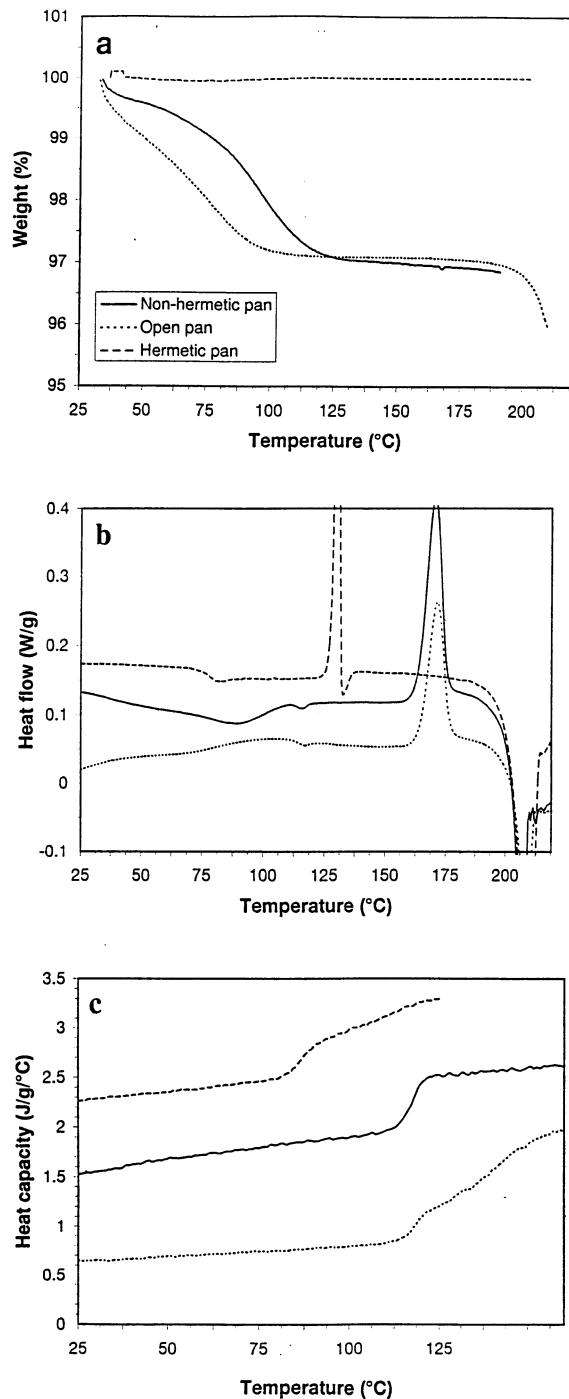 101
100
99
98
97
96
95
a
Weight (%)
Non-hermetic pan
Open pan
Hermetic pan
25 50 75 100 125 150 175 200
Temperature (°C)
0.4
0.3
0.2
0.1
0
-0.1
b
Heat flow (W/g)
25 50 75 100 125 150 175 200
Temperature (°C)
3.5
3
2.5
2
1.5
1
0.5
0
c
Heat capacity (J/g/°C)
25 50 75 100 125
Temperature (°C)